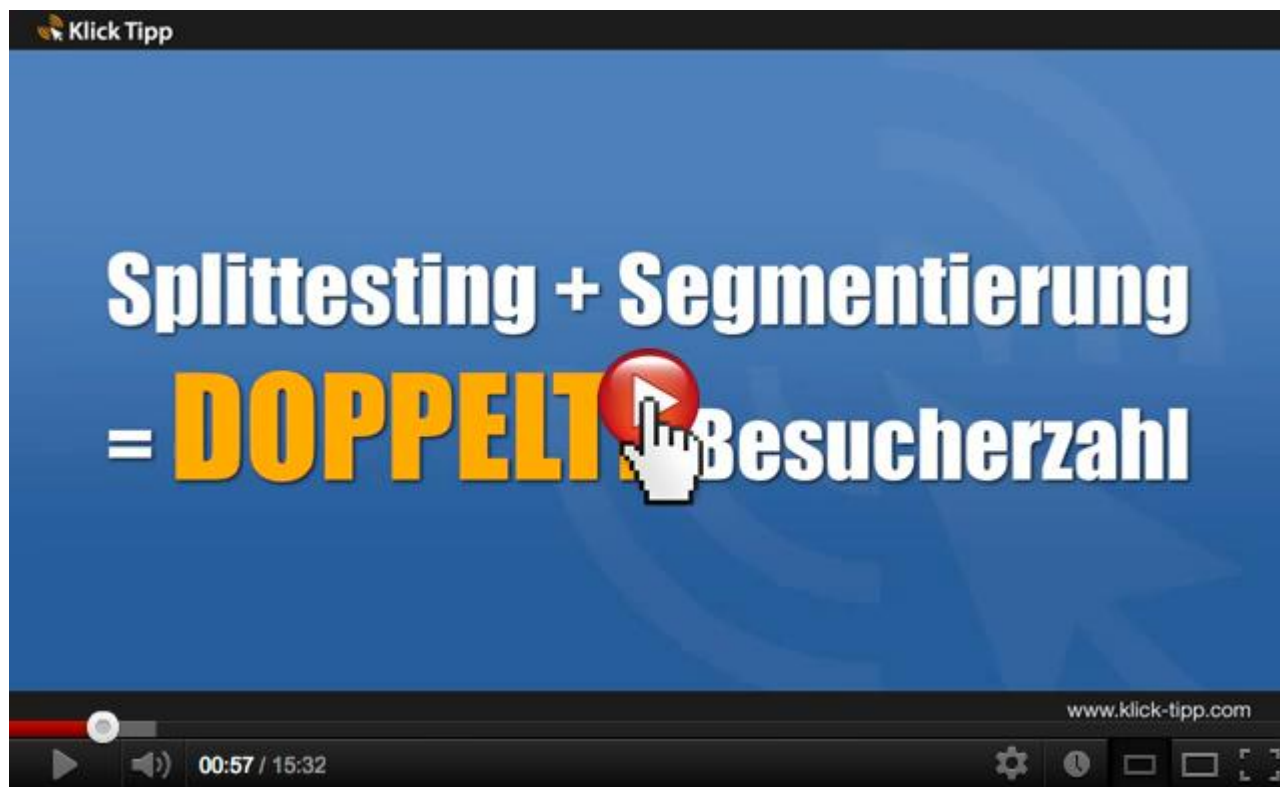 Klick Tipp
Splittesting + Segmentierung
= DOPPELT Besucherzahl
www.klick-tipp.com
00:57 / 15:32